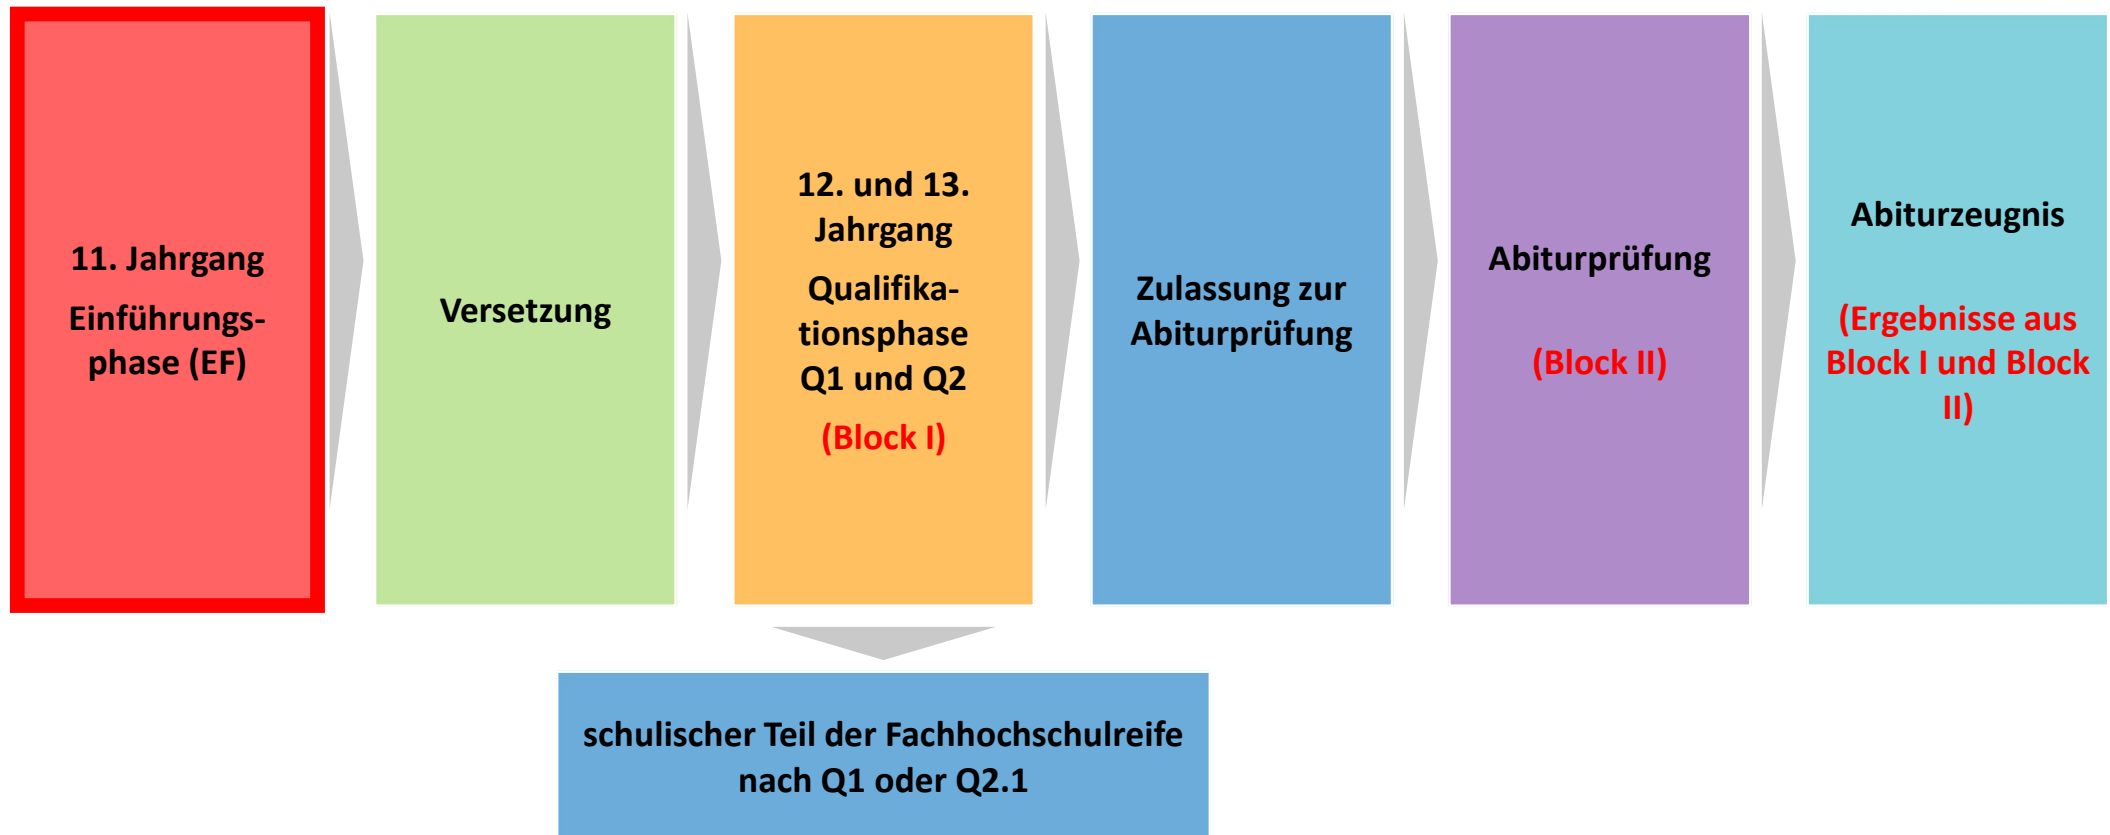 11. Jahrgang
Einführungs-
phase (EF)
Versetzung
12. und 13.
Jahrgang
Qualifika-
tionsphase
Q1 und Q2
(Block I)
Zulassung zur
Abiturprüfung
Abiturprüfung
(Block II)
Abiturzeugnis
(Ergebnisse aus
Block I und Block
II)
schulischer Teil der Fachhochschulreife
nach Q1 oder Q2.1